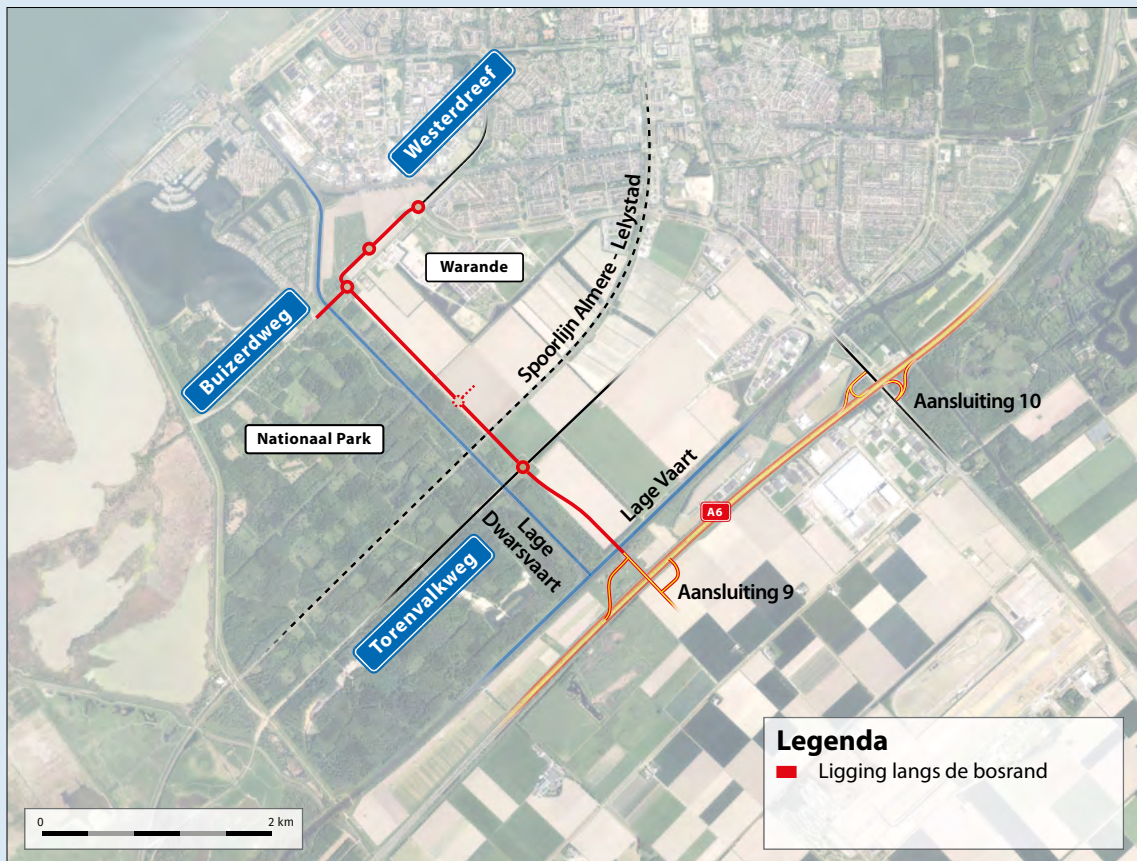 Westerdreef
Warande
Spoorlijn Almere - Lelystad
Buizerdweg
Nationaal Park
Aansluiting 10
Lage Vaart
A6
Lage
Dwarsvaart
Torenvalkweg
Aansluiting 9
Legenda
Ligging langs de bosrand
0 2 km